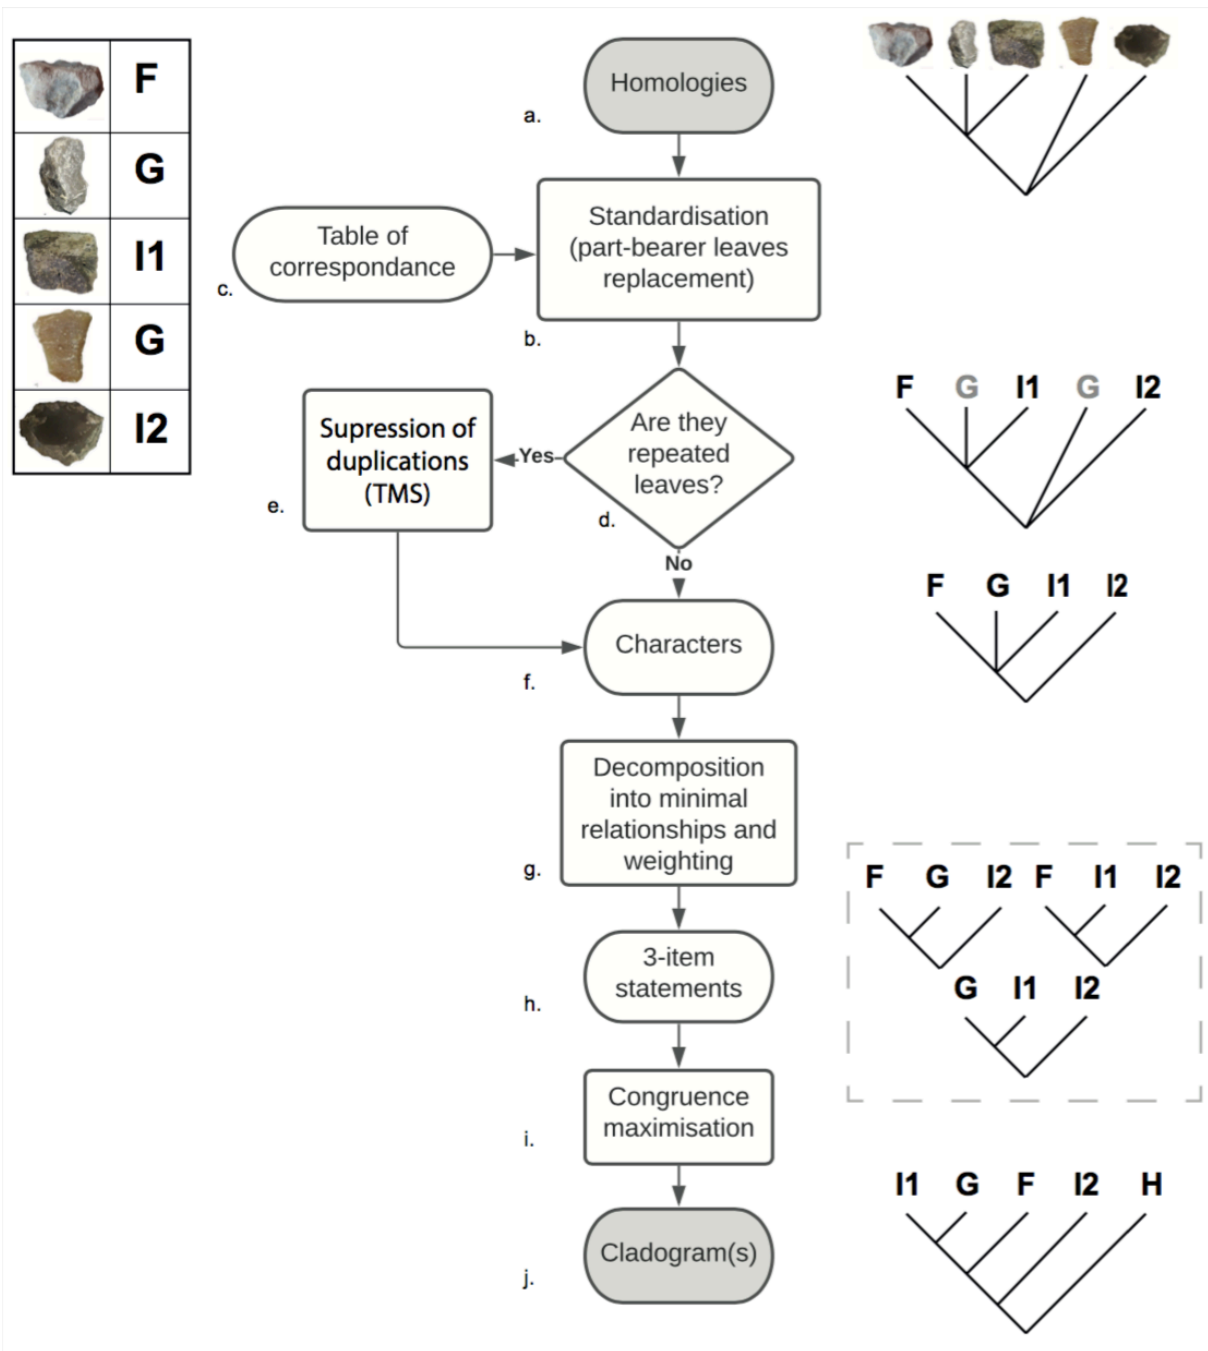 F
G
I1
G
I2
Homologies
a.
Standardisation
(part-bearer leaves
replacement)
b.
Table of
correspondance
c.
Are they
repeated
leaves?
d.
Yes
No
Supression of
duplications
(TMS)
e.
Characters
f.
Decomposition
into minimal
relationships and
weighting
g.
3-item
statements
h.
Congruence
maximisation
i.
Cladogram(s)
j.
F G I1 G I2
F G I1 I2
F G I2 F I1 I2
G I1 I2
I1 G F I2 H